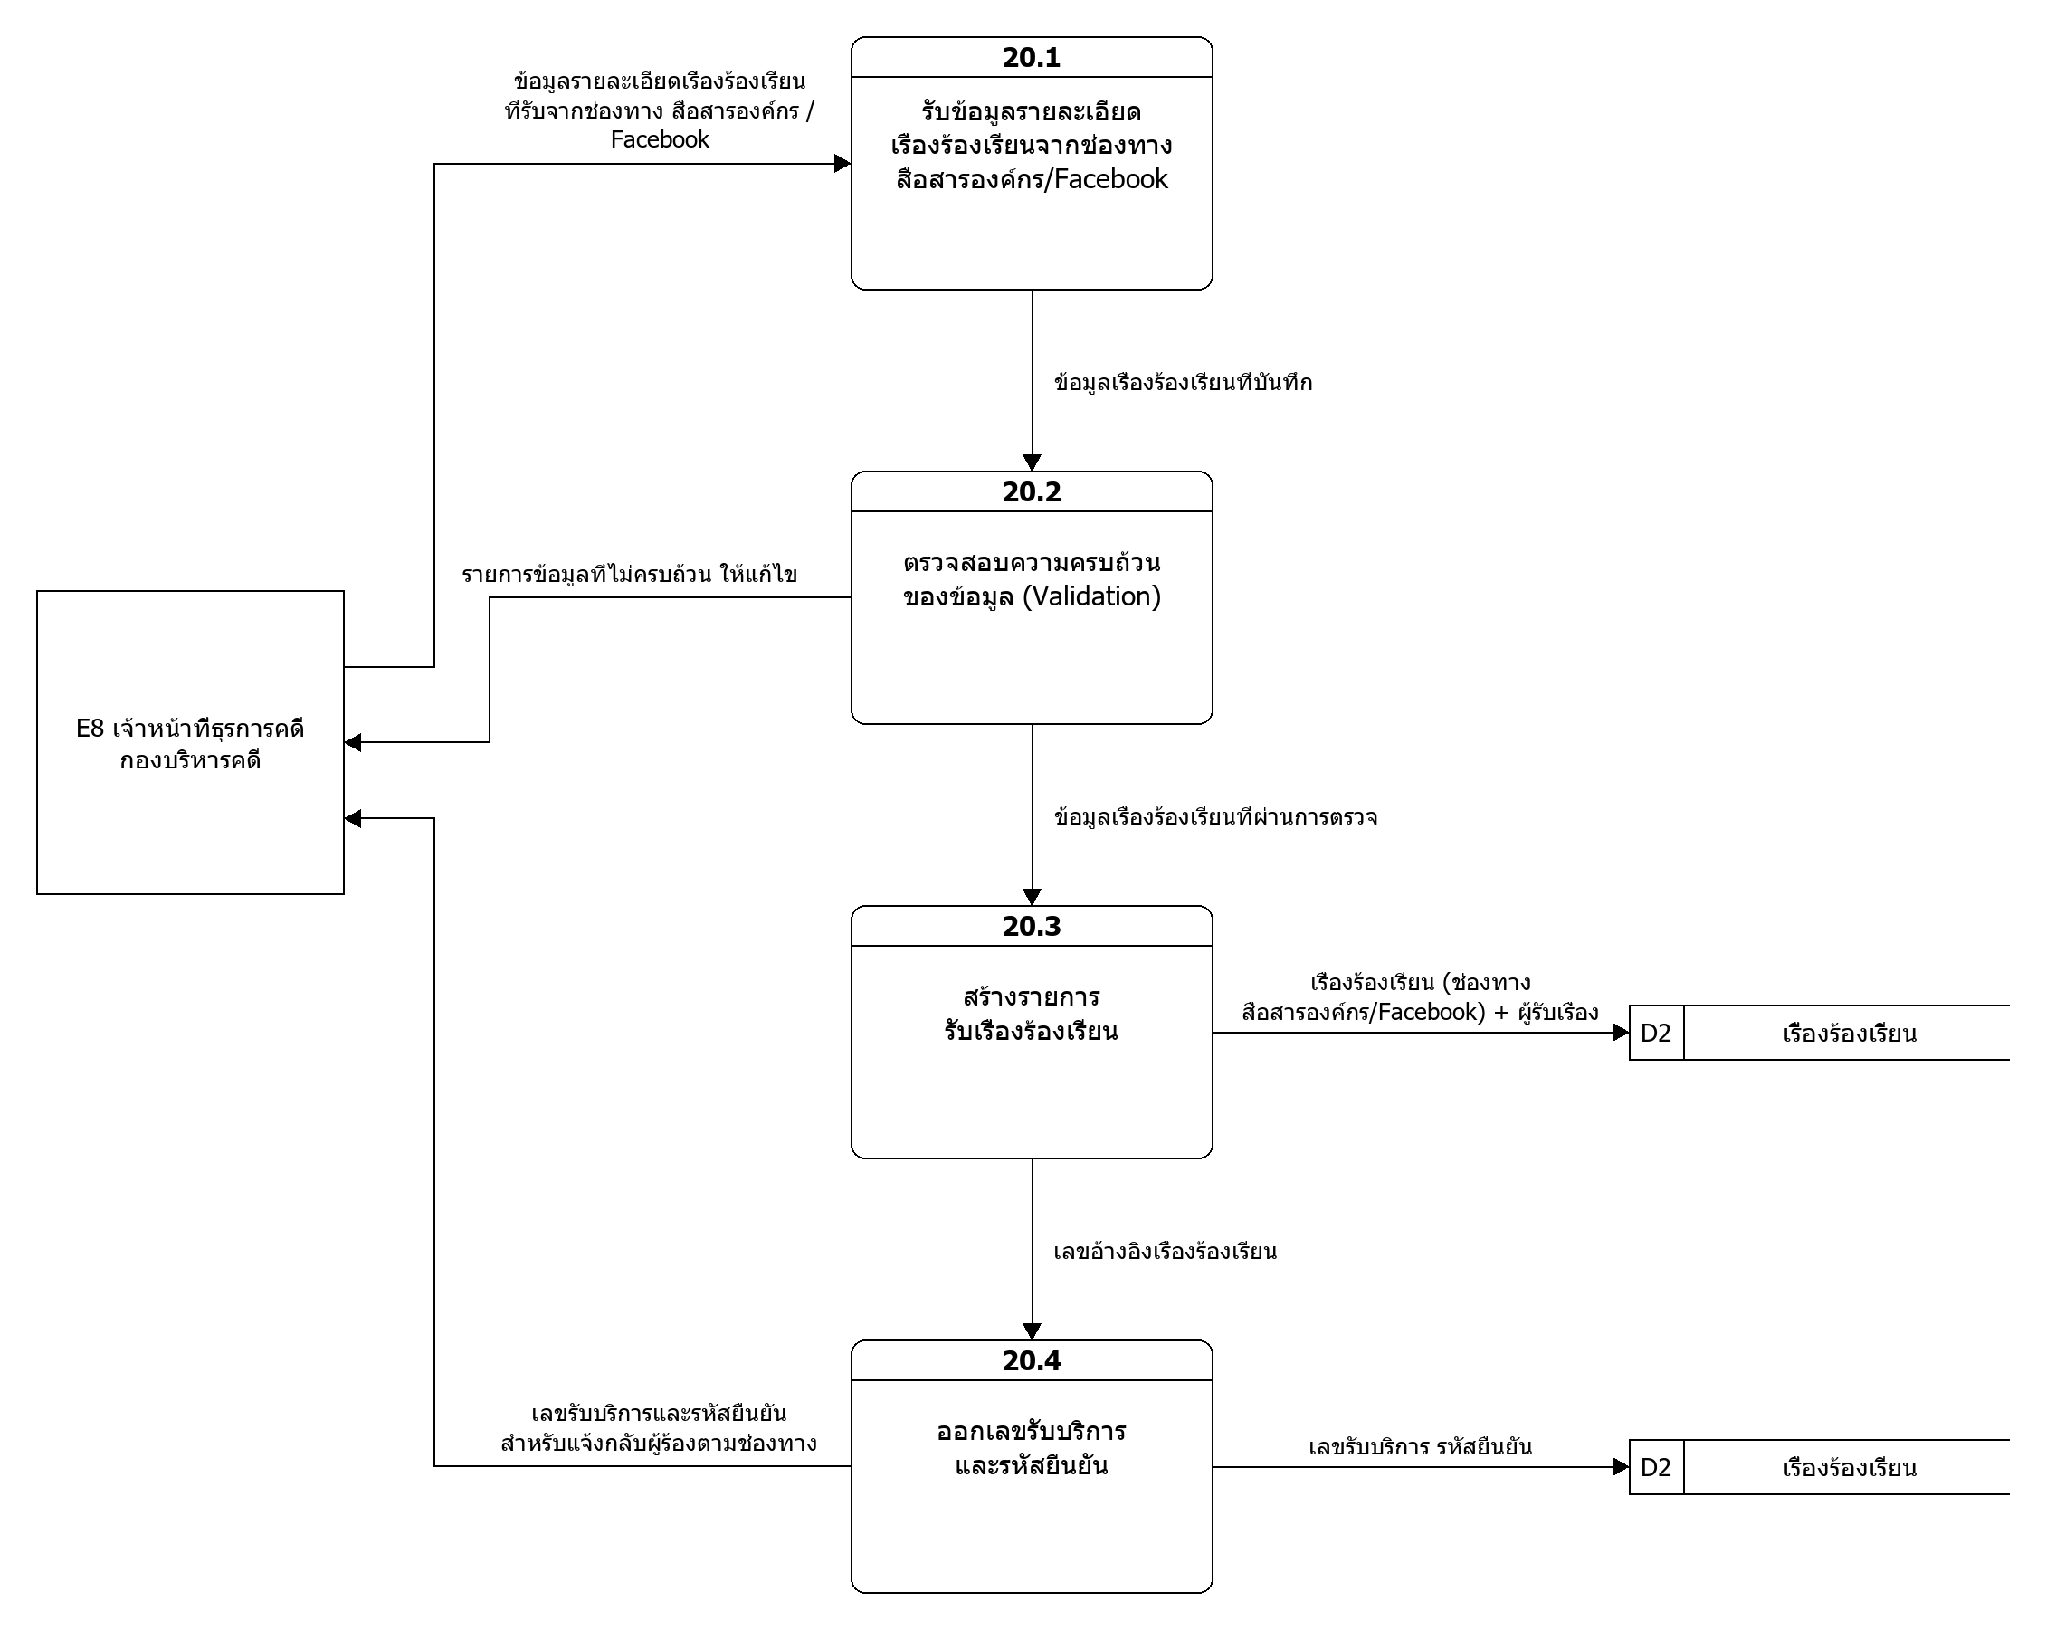 20.1
ข้อมูลรายละเอียดเรื่องร้องเรียน
ที่รับจากช่องทาง สื่อสารองค์กร /
Facebook
รับข้อมูลรายละเอียด
เรื่องร้องเรียนจากช่องทาง
สื่อสารองค์กร/Facebook
ข้อมูลเรื่องร้องเรียนที่บันทึก
20.2
รายการข้อมูลที่ไม่ครบถ้วน ให้แก้ไข
ตรวจสอบความครบถ้วน
ของข้อมูล (Validation)
E8 เจ้าหน้าที่ธุรการคดี
กองบริหารคดี
ข้อมูลเรื่องร้องเรียนที่ผ่านการตรวจ
20.3
สร้างรายการ
รับเรื่องร้องเรียน
เรื่องร้องเรียน (ช่องทาง
สื่อสารองค์กร/Facebook) + ผู้รับเรื่อง
D2 เรื่องร้องเรียน
เลขอ้างอิงเรื่องร้องเรียน
20.4
เลขรับบริการและรหัสยืนยัน
สำหรับแจ้งกลับผู้ร้องตามช่องทาง
ออกเลขรับบริการ
และรหัสยืนยัน
เลขรับบริการ รหัสยืนยัน
D2 เรื่องร้องเรียน